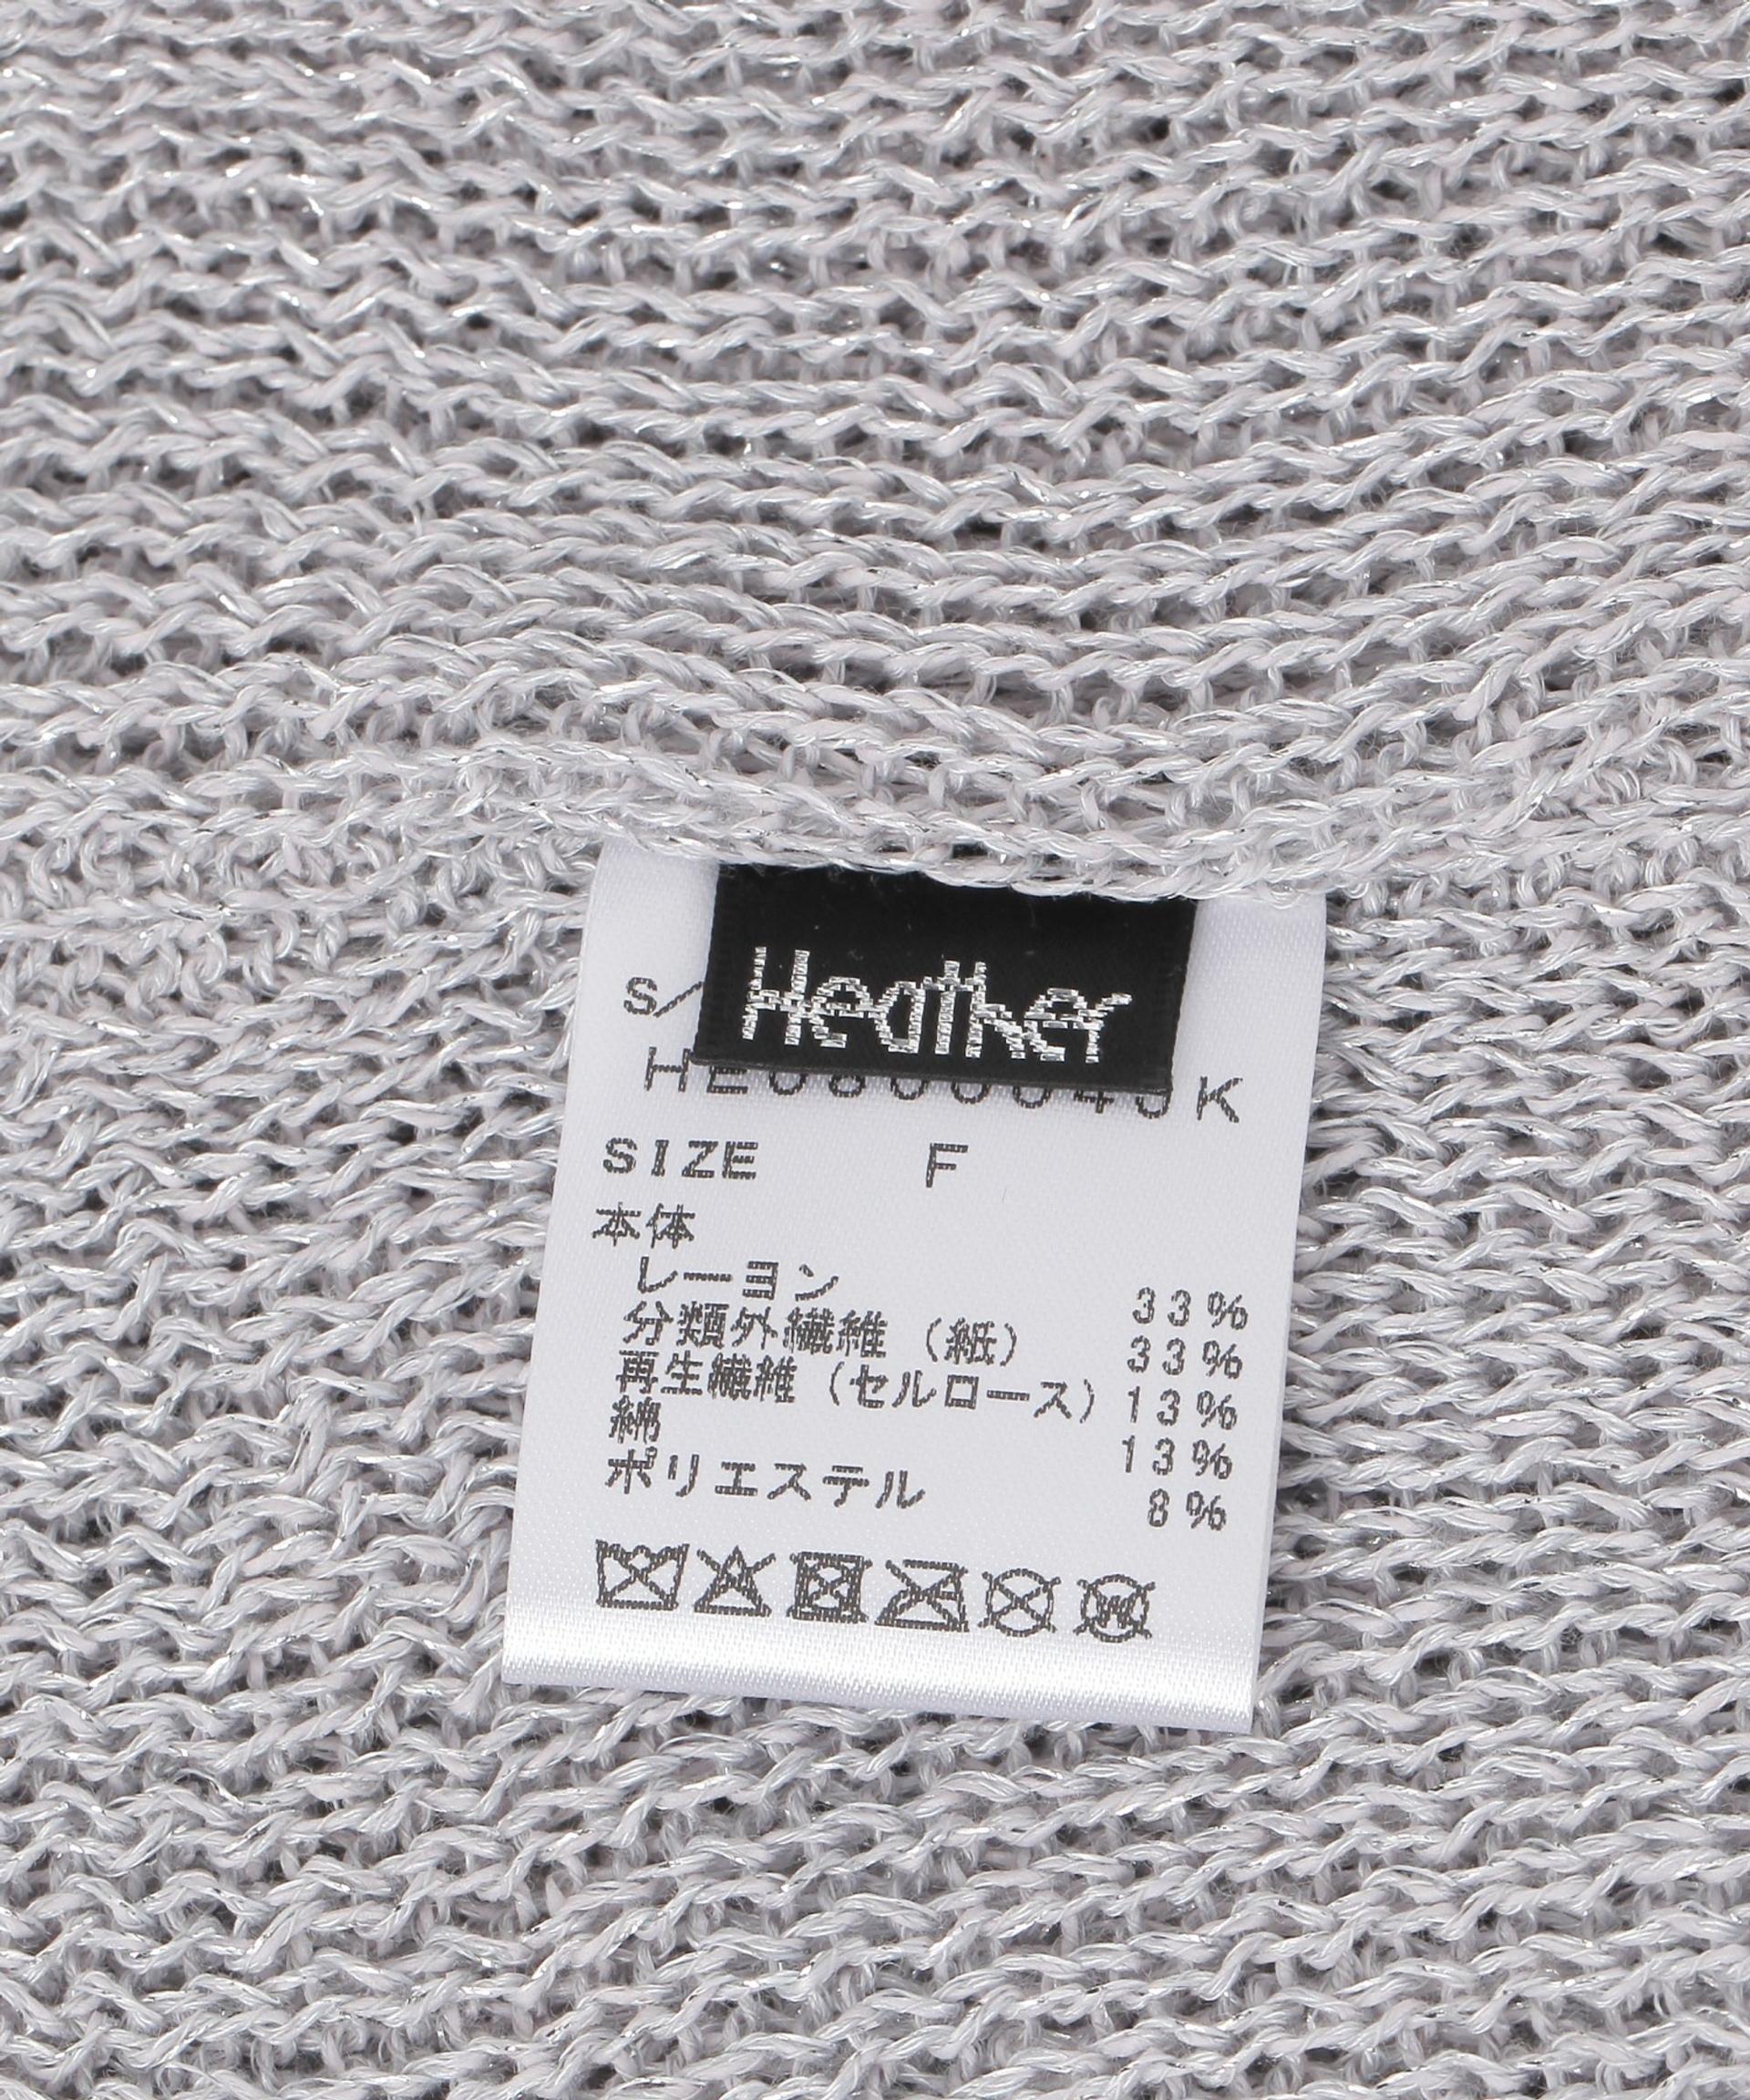 Heather
S/
SIZE F
本体
レーヨン 33%
分類外繊維（紙） 33%
再生繊維（セルロース） 13%
綿 13%
ポリエステル 8%
W